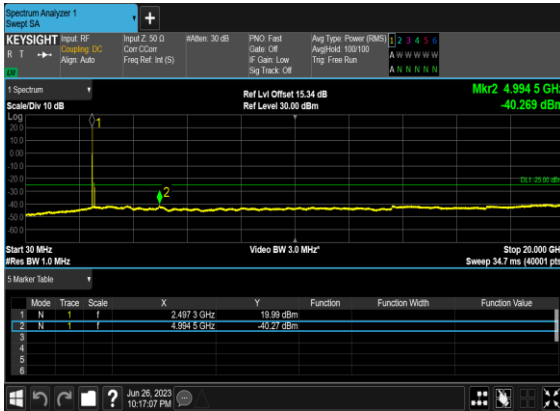 Spectrum Analyzer 1
Swept SA
+
KEYSIGHT Input: RF Input Z: 50 Ω #Atten: 30 dB PNO: Fast Avg Type: Power (RMS) 1 2 3 4 5 6
R T Coupling: DC Corr CCorr Gate: Off Avg|Hold: 100/100 A W W W W W
Align: Auto Freq Ref: Int (S) IF Gain: Low Trig: Free Run
Sig Track: Off A N N N N N
1 Spectrum Ref Lvl Offset 15.34 dB Mkr2 4.994 5 GHz
Scale/Div 10 dB Ref Level 30.00 dBm -40.269 dBm
Log
20.0
10.0
0.00
-10.0
-20.0
-30.0
-40.0
-50.0
-60.0
1
2
DL1 -25.00 dBm
Start 30 MHz Video BW 3.0 MHz* Stop 20.000 GHz
#Res BW 1.0 MHz Sweep 34.7 ms (40001 pts)
5 Marker Table
Mode Trace Scale X Y Function Function Width Function Value
1 N 1 f 2.497 3 GHz 19.99 dBm
2 N 1 f 4.994 5 GHz -40.27 dBm
3
4
5
6
? Jun 26, 2023
10:17:07 PM